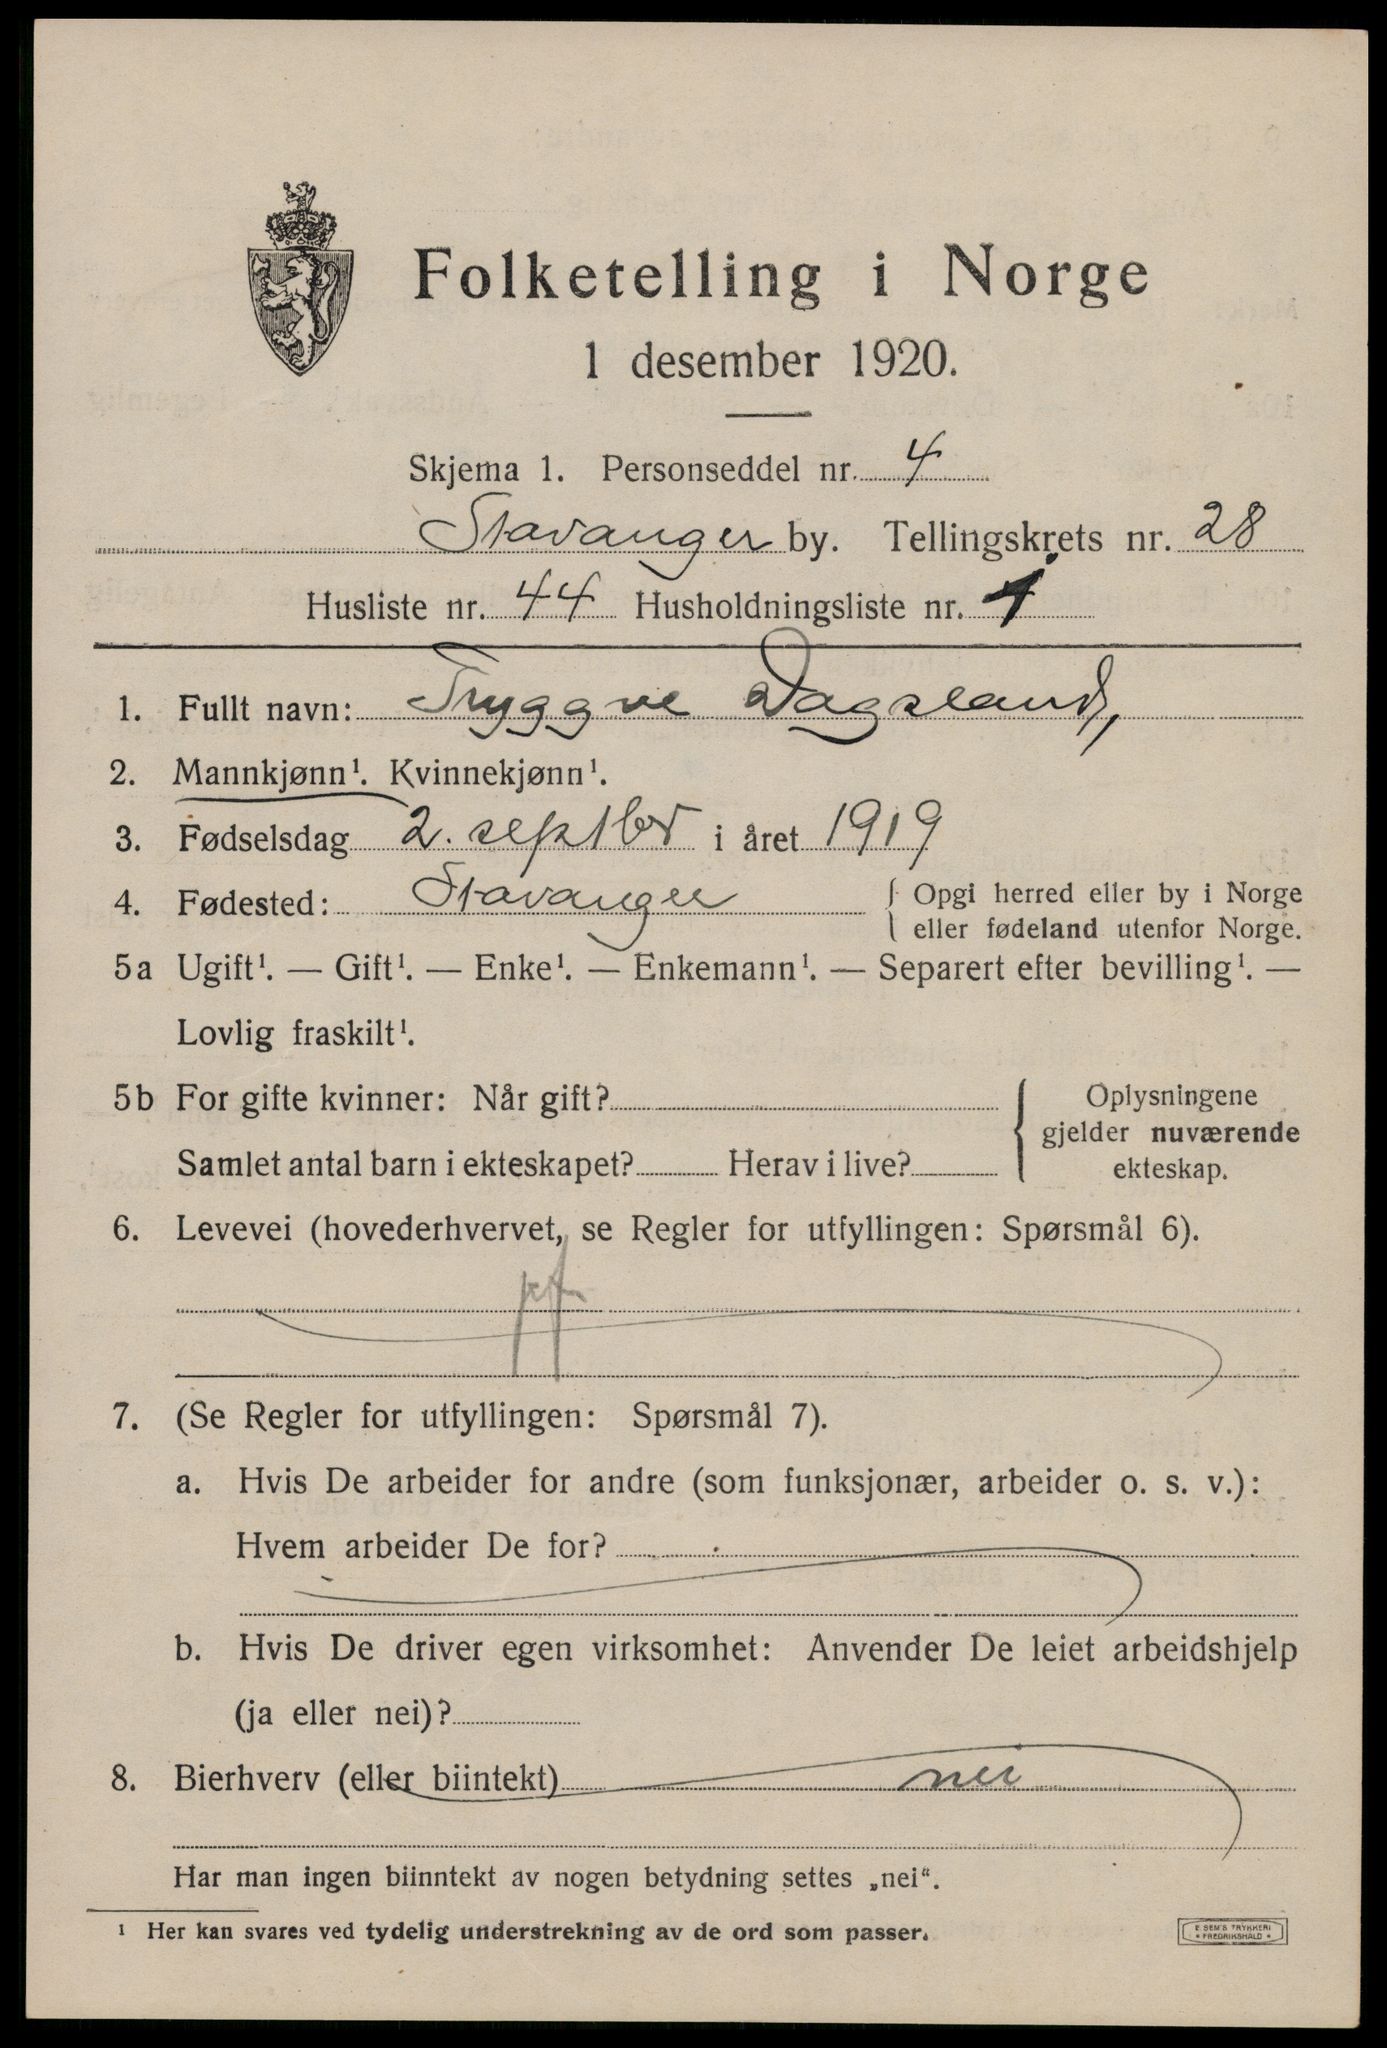 Folketelling i Norge
1 desember 1920.
Skjema 1. Personseddel nr. 4
Stavanger by. Tellingskrets nr. 28
Husliste nr. 44 Husholdningsliste nr. 1
1. Fullt navn: Tryggve Dagsland,
2. Mannkjønn¹. Kvinnekjønn¹.
3. Fødselsdag 2. septbr i året 1919
4. Fødested: Stavanger { Opgi herred eller by i Norge
eller fødeland utenfor Norge.
5a Ugift¹. — Gift¹. — Enke¹. — Enkemann¹. — Separert efter bevilling¹. —
Lovlig fraskilt¹.
5b For gifte kvinner: Når gift? { Oplysningene
gjelder nuværende
Samlet antal barn i ekteskapet? Herav i live? ekteskap.
6. Levevei (hovederhvervet, se Regler for utfyllingen: Spørsmål 6).
7. (Se Regler for utfyllingen: Spørsmål 7).
a. Hvis De arbeider for andre (som funksjonær, arbeider o. s. v.):
Hvem arbeider De for?
b. Hvis De driver egen virksomhet: Anvender De leiet arbeidshjelp
(ja eller nei)?
8. Bierhverv (eller biintekt) nei
Har man ingen biinntekt av nogen betydning settes „nei“.
¹ Her kan svares ved tydelig understrekning av de ord som passer.
E. SEM'S TRYKKERI
* FREDRIKSHALD *